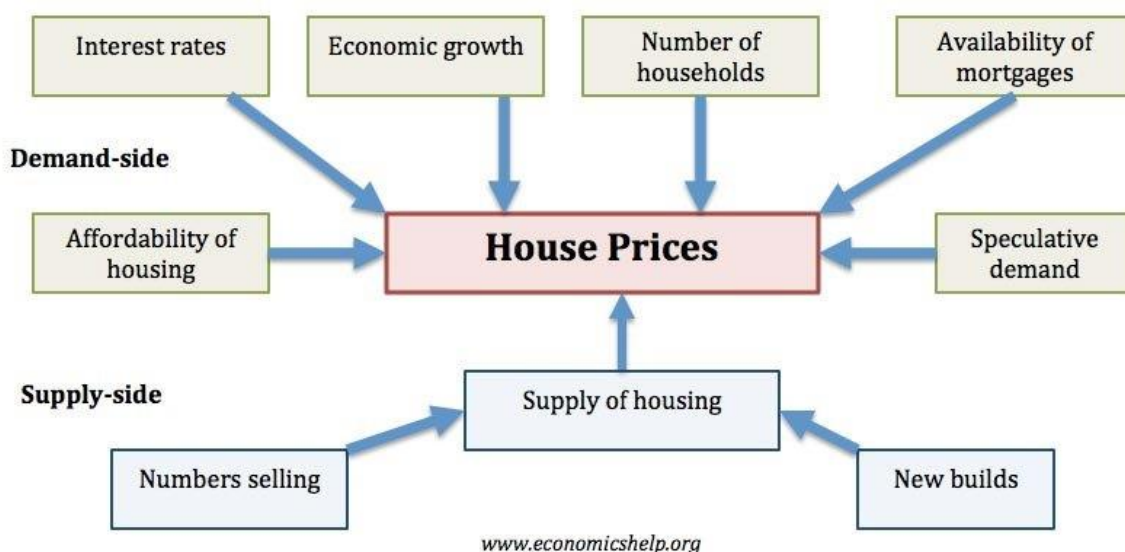 Interest rates
Economic growth
Number of
households
Availability of
mortgages
Demand-side
Affordability of
housing
House Prices
Speculative
demand
Supply-side
Supply of housing
Numbers selling
New builds
www.economicshelp.org